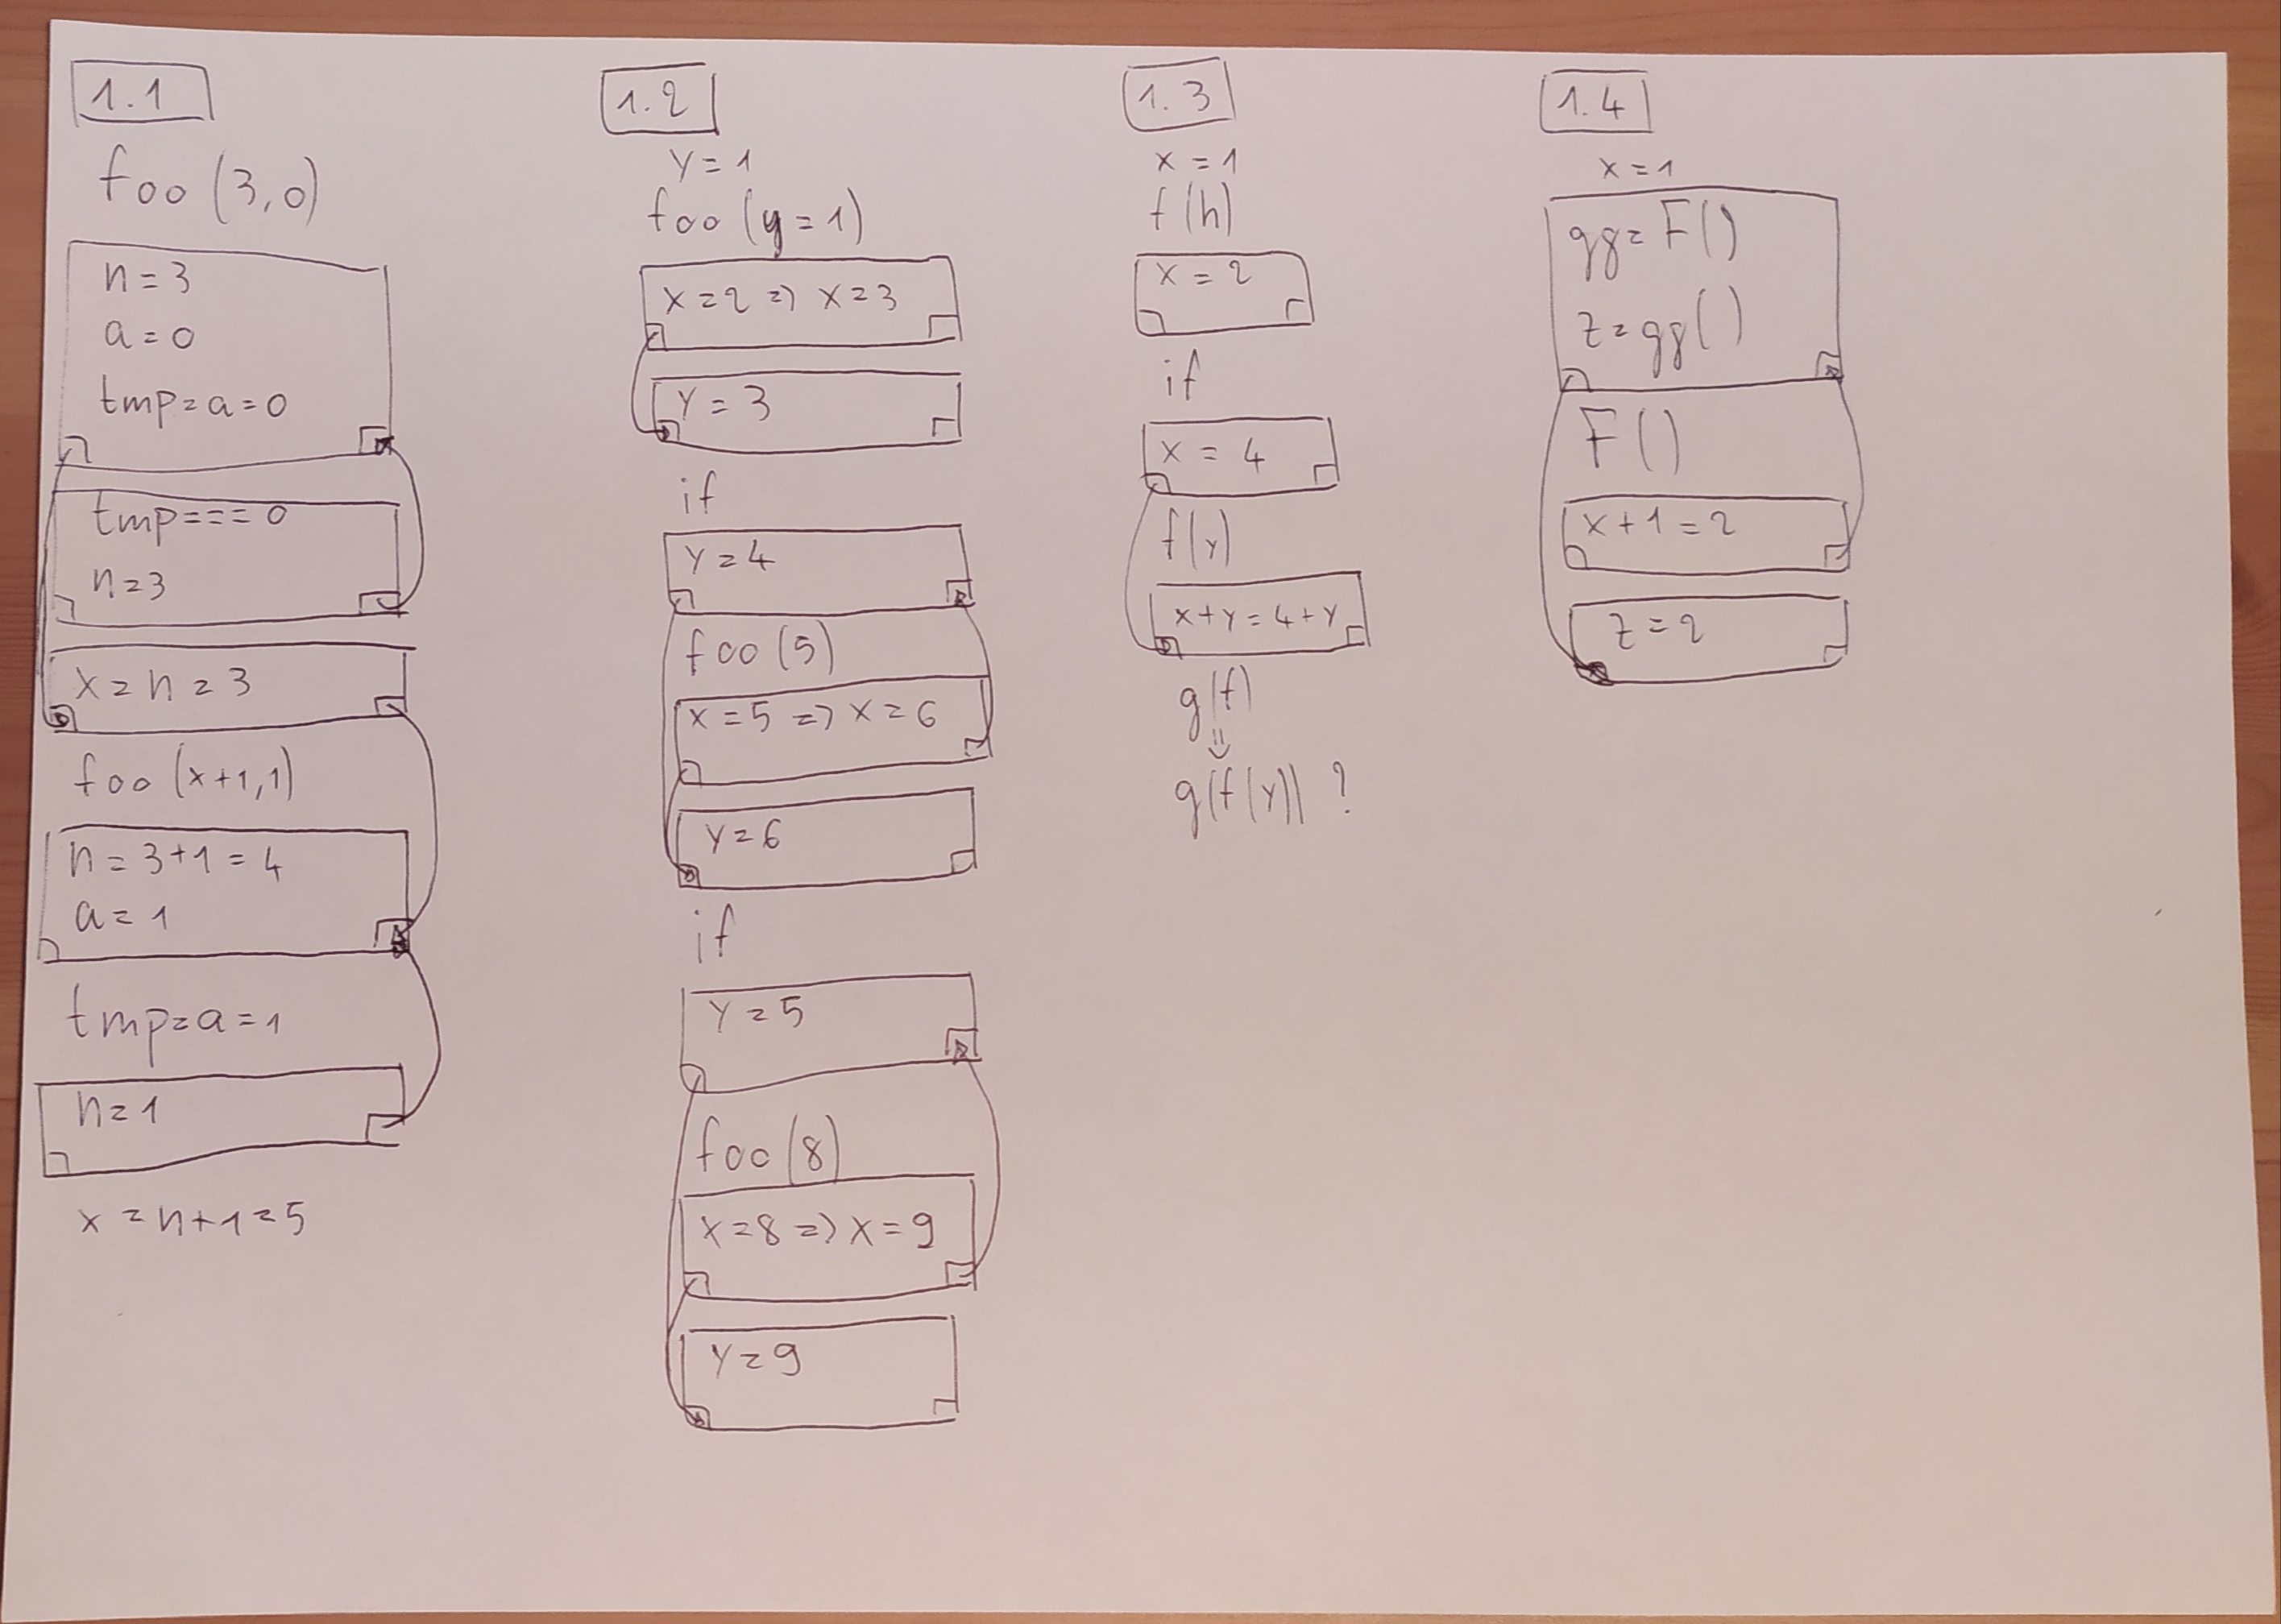 1.1
foo (3,0)
n = 3
a = 0
tmp = a = 0
tmp === 0
n = 3
x = n = 3
foo (x+1,1)
n = 3+1 = 4
a = 1
tmp = a = 1
n = 1
x = n+1 = 5
1.2
y = 1
foo (y = 1)
x = 2 => x = 3
y = 3
if
y = 4
foo (5)
x = 5 => x = 6
y = 6
if
y = 5
foo (8)
x = 8 => x = 9
y = 9
1.3
x = 1
f(h)
x = 2
if
x = 4
f(y)
x+y = 4+y
g(f)
⇓
g(f(y)) ?
1.4
x = 1
gg = F()
z = gg()
F()
x+1 = 2
z = 2